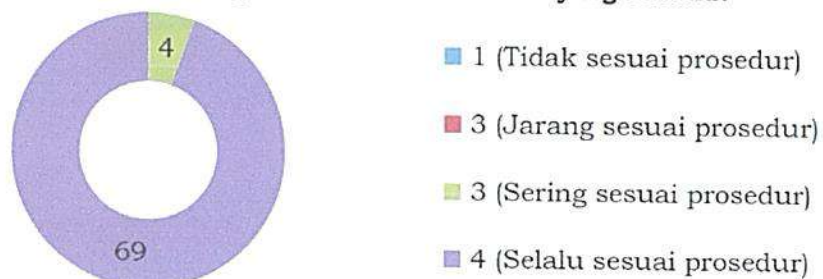 4
1 (Tidak sesuai prosedur)
3 (Jarang sesuai prosedur)
3 (Sering sesuai prosedur)
69
4 (Selalu sesuai prosedur)